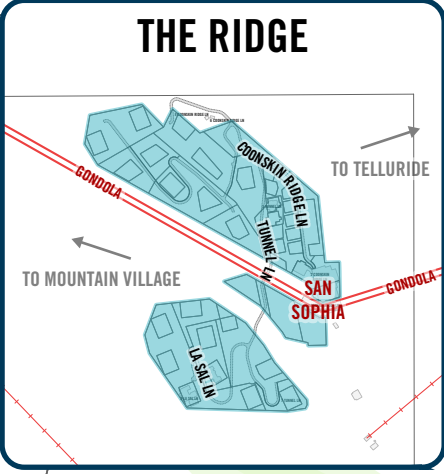 THE RIDGE
COONSKIN RIDGE LN
TO TELLURIDE
GONDOLA
TUNNEL LN
TO MOUNTAIN VILLAGE
SAN
SOPHIA
GONDOLA
LA SAL LN